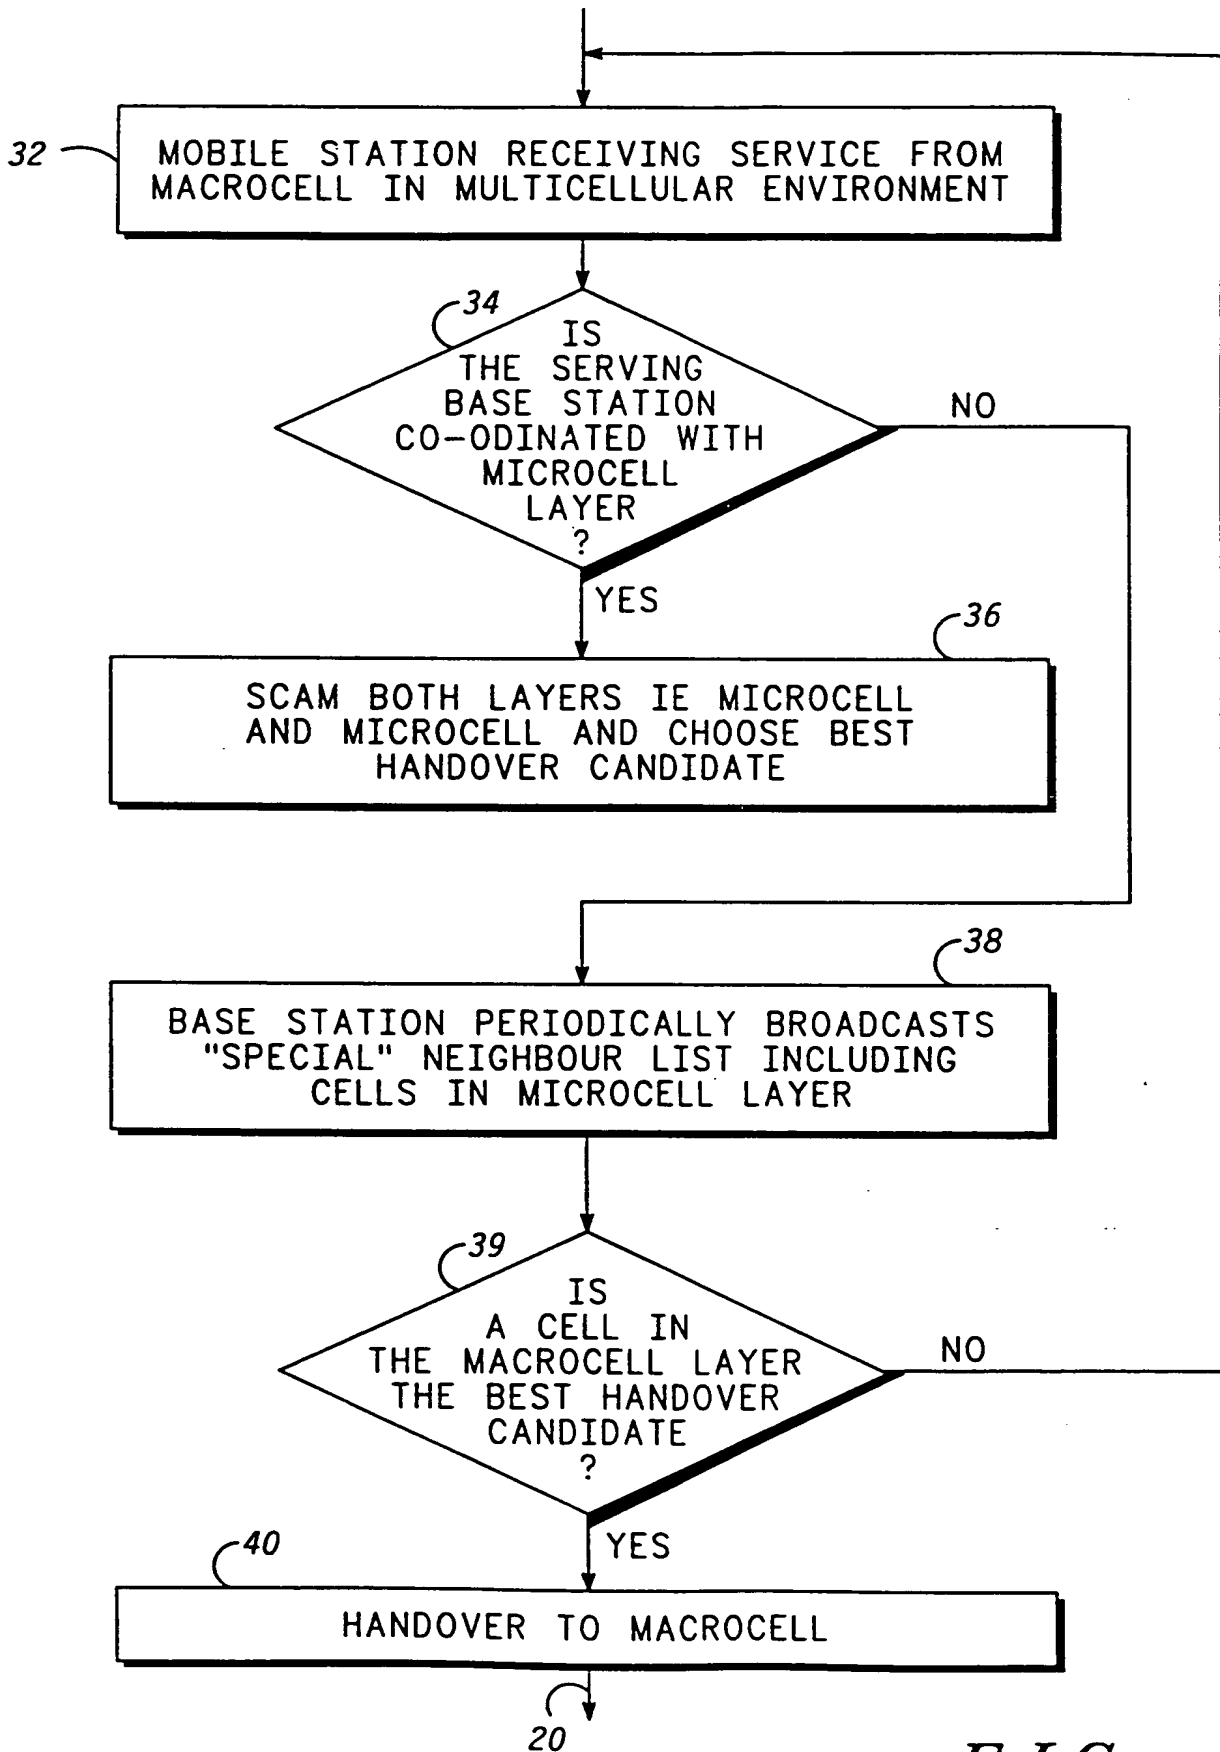 32
MOBILE STATION RECEIVING SERVICE FROM
MACROCELL IN MULTICELLULAR ENVIRONMENT
34
IS
THE SERVING
BASE STATION
CO-ODINATED WITH
MICROCELL
LAYER
?
NO
YES
36
SCAM BOTH LAYERS IE MICROCELL
AND MICROCELL AND CHOOSE BEST
HANDOVER CANDIDATE
38
BASE STATION PERIODICALLY BROADCASTS
"SPECIAL" NEIGHBOUR LIST INCLUDING
CELLS IN MICROCELL LAYER
39
IS
A CELL IN
THE MACROCELL LAYER
THE BEST HANDOVER
CANDIDATE
?
NO
YES
40
HANDOVER TO MACROCELL
20